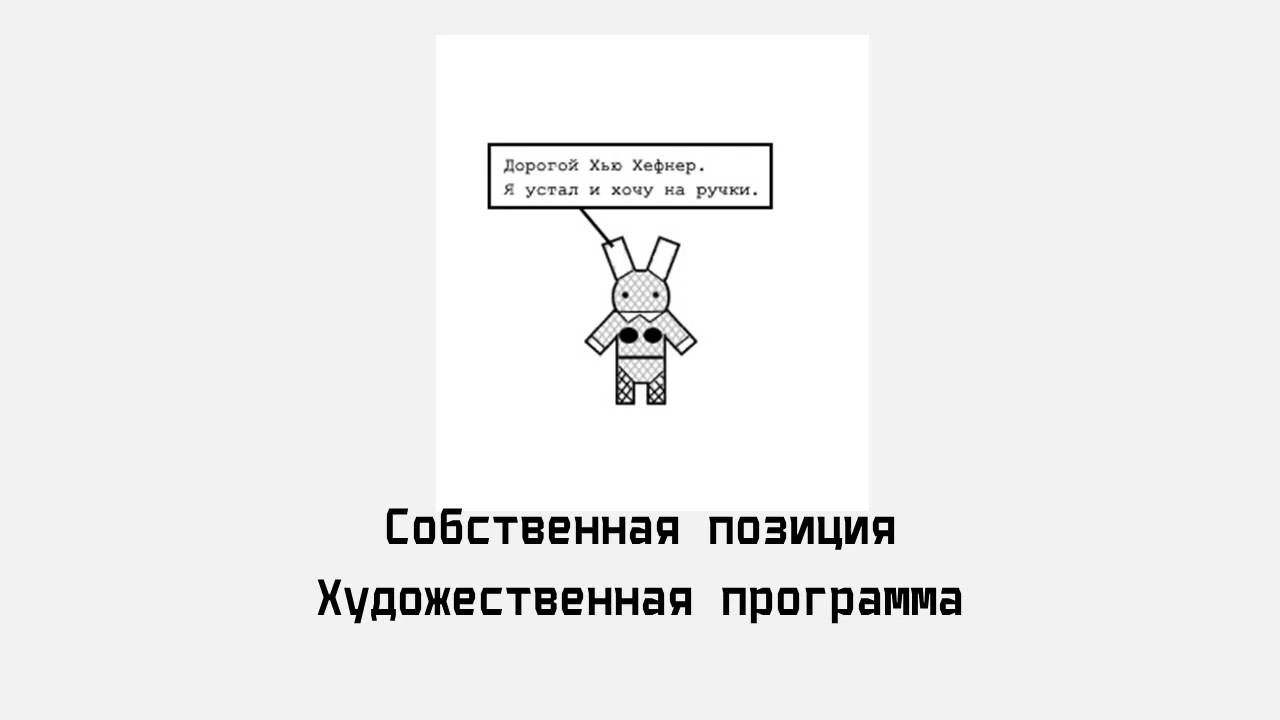 Дорогой Хью Хефнер.
Я устал и хочу на ручки.
Собственная позиция
Художественная программа